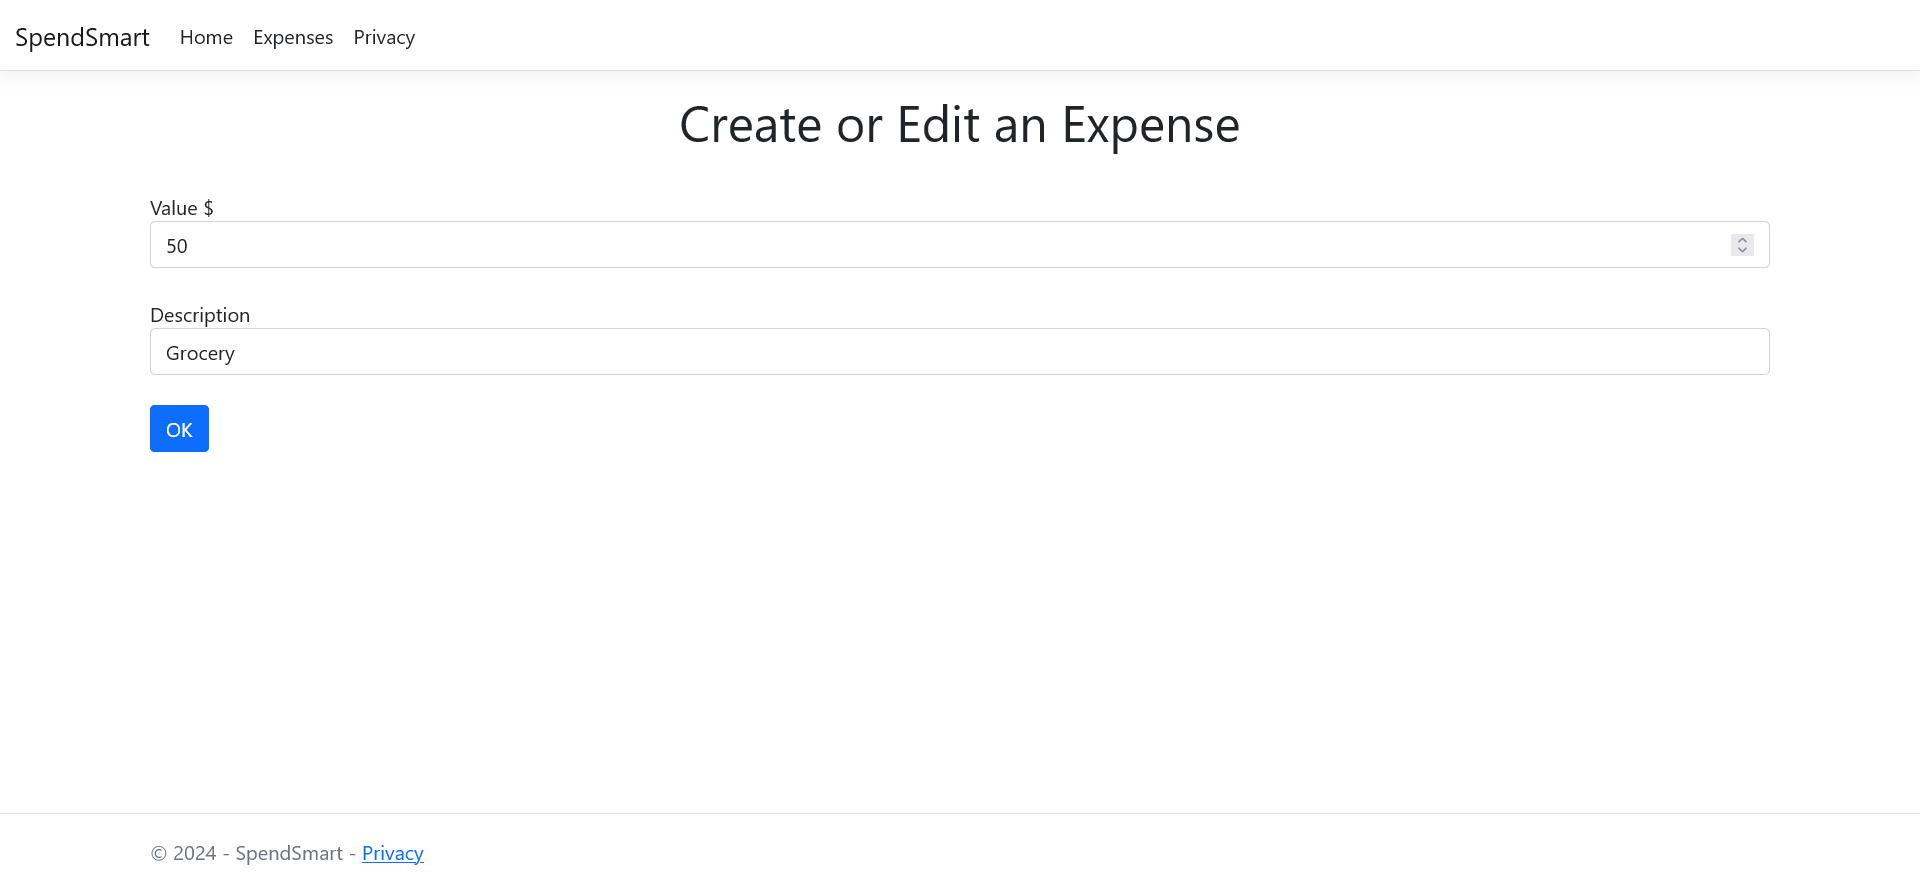 SpendSmart Home Expenses Privacy
Create or Edit an Expense
Value $
50
Description
Grocery
OK
© 2024 - SpendSmart - Privacy